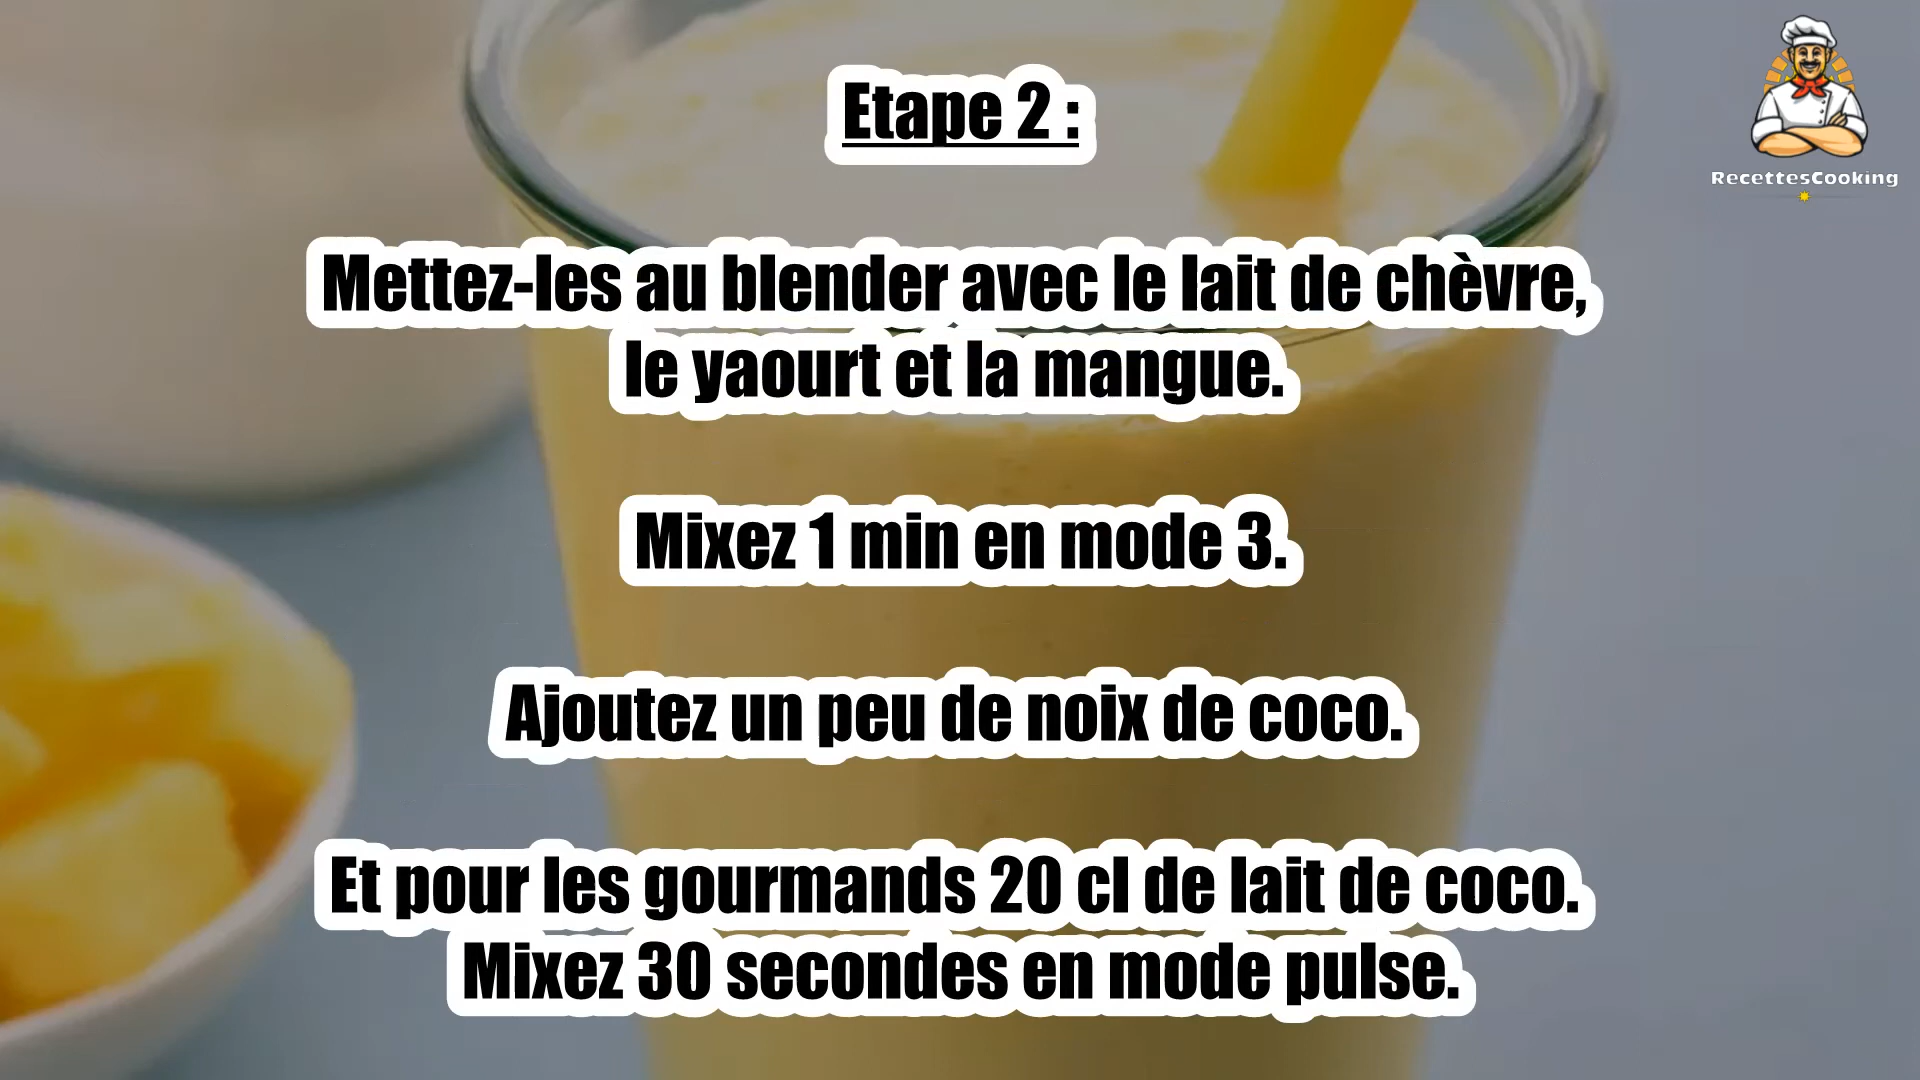 Etape 2 :
RecettesCooking
Mettez-les au blender avec le lait de chèvre,
le yaourt et la mangue.
Mixez 1 min en mode 3.
Ajoutez un peu de noix de coco.
Et pour les gourmands 20 cl de lait de coco.
Mixez 30 secondes en mode pulse.